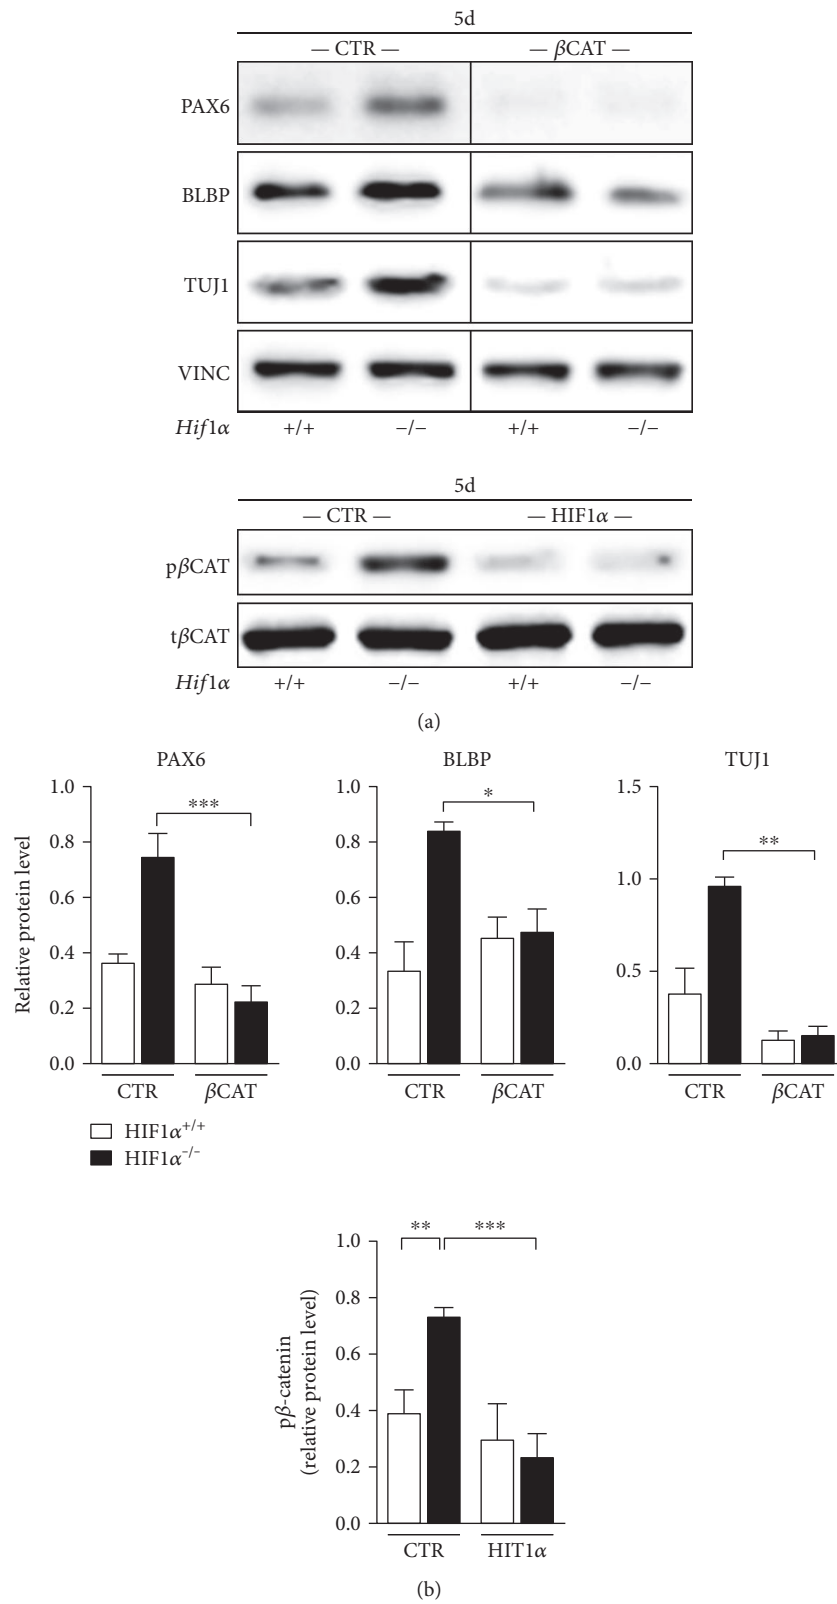 5d
— CTR — — βCAT —
PAX6
BLBP
TUJ1
VINC
Hif1α +/+ −/− +/+ −/−
5d
— CTR — — HIF1α —
pβCAT
tβCAT
Hif1α +/+ −/− +/+ −/−
(a)
PAX6 BLBP TUJ1
Relative protein level
1.0 0.8 0.6 0.4 0.2 0.0
***
CTR βCAT
1.0 0.8 0.6 0.4 0.2 0.0
*
CTR βCAT
1.5 1.0 0.5 0.0
**
CTR βCAT
HIF1α+/+
HIF1α−/−
pβ-catenin
(relative protein level)
1.0 0.8 0.6 0.4 0.2 0.0
** ***
CTR HIT1α
(b)